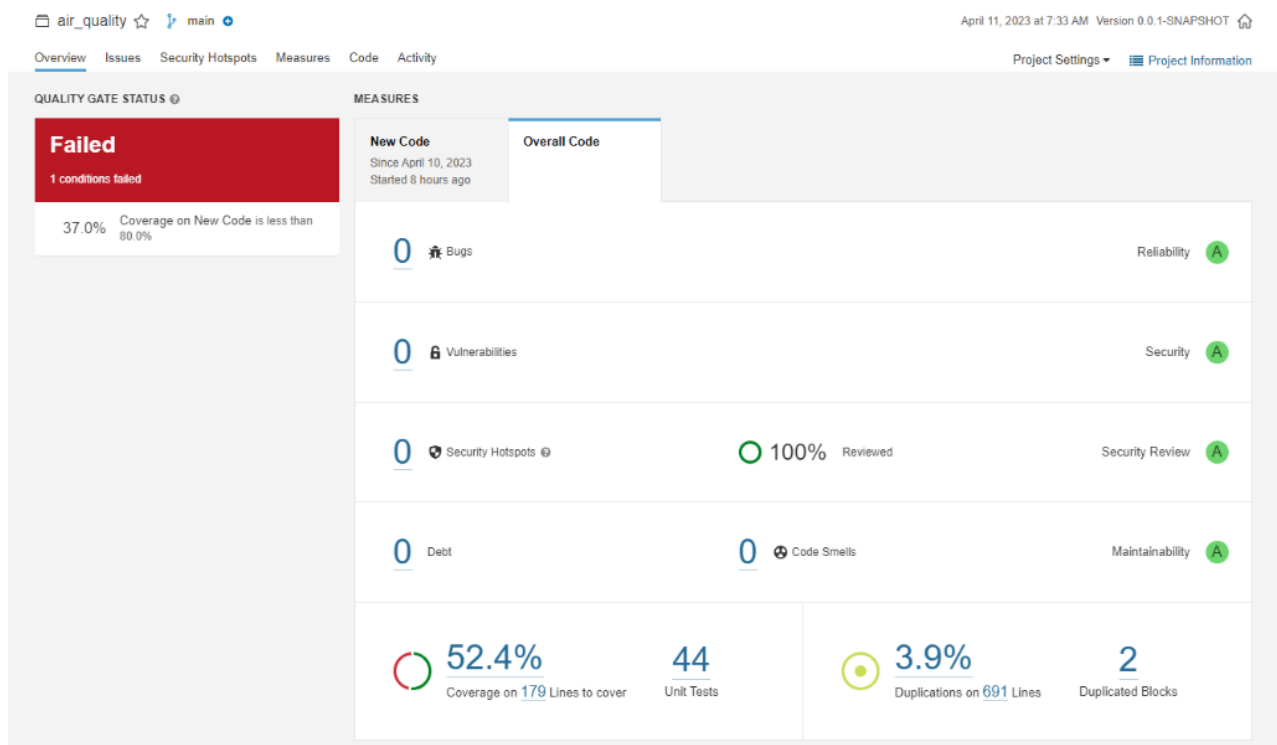 air_quality main April 11, 2023 at 7:33 AM Version 0.0.1-SNAPSHOT
Overview Issues Security Hotspots Measures Code Activity Project Settings Project Information
QUALITY GATE STATUS
Failed
1 conditions failed
37.0% Coverage on New Code is less than
80.0%
MEASURES
New Code
Since April 10, 2023
Started 8 hours ago
Overall Code
0 Bugs Reliability A
0 Vulnerabilities Security A
0 Security Hotspots 100% Reviewed Security Review A
0 Debt 0 Code Smells Maintainability A
52.4%
Coverage on 179 Lines to cover
44
Unit Tests
3.9%
Duplications on 691 Lines
2
Duplicated Blocks